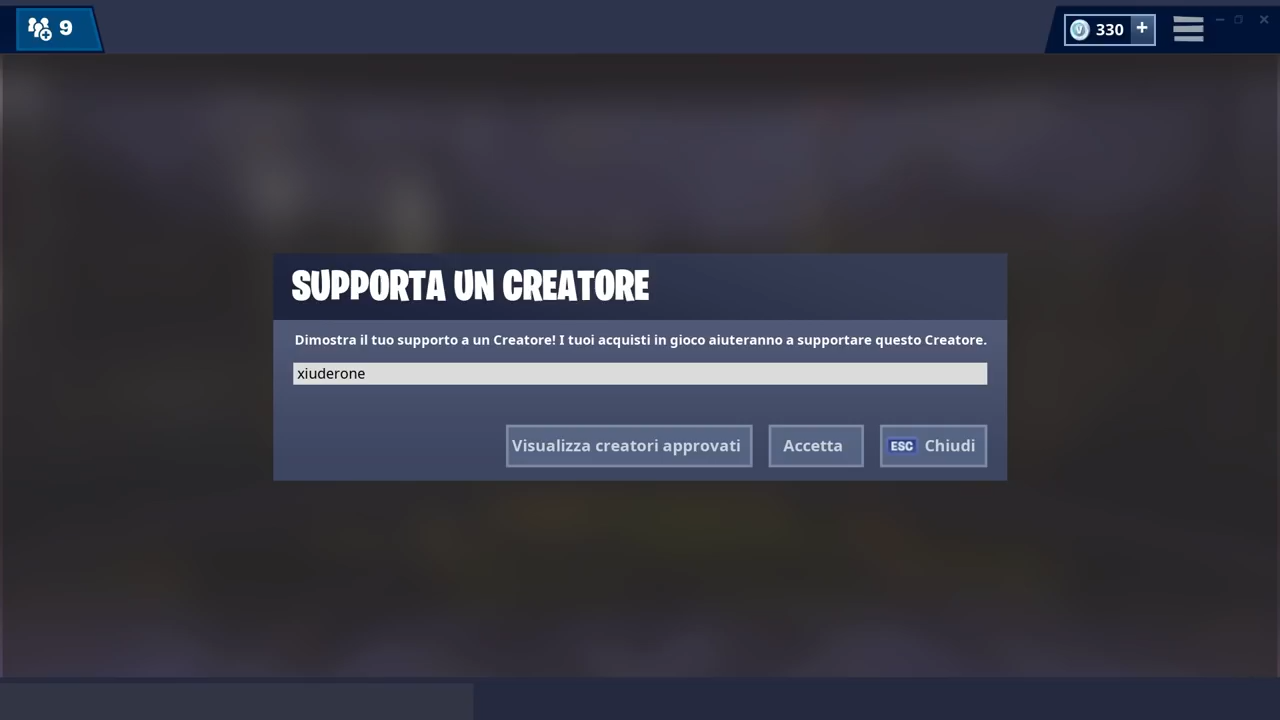 9
330 +
SUPPORTA UN CREATORE
Dimostra il tuo supporto a un Creatore! I tuoi acquisti in gioco aiuteranno a supportare questo Creatore.
xiuderone
Visualizza creatori approvati
Accetta
ESC Chiudi